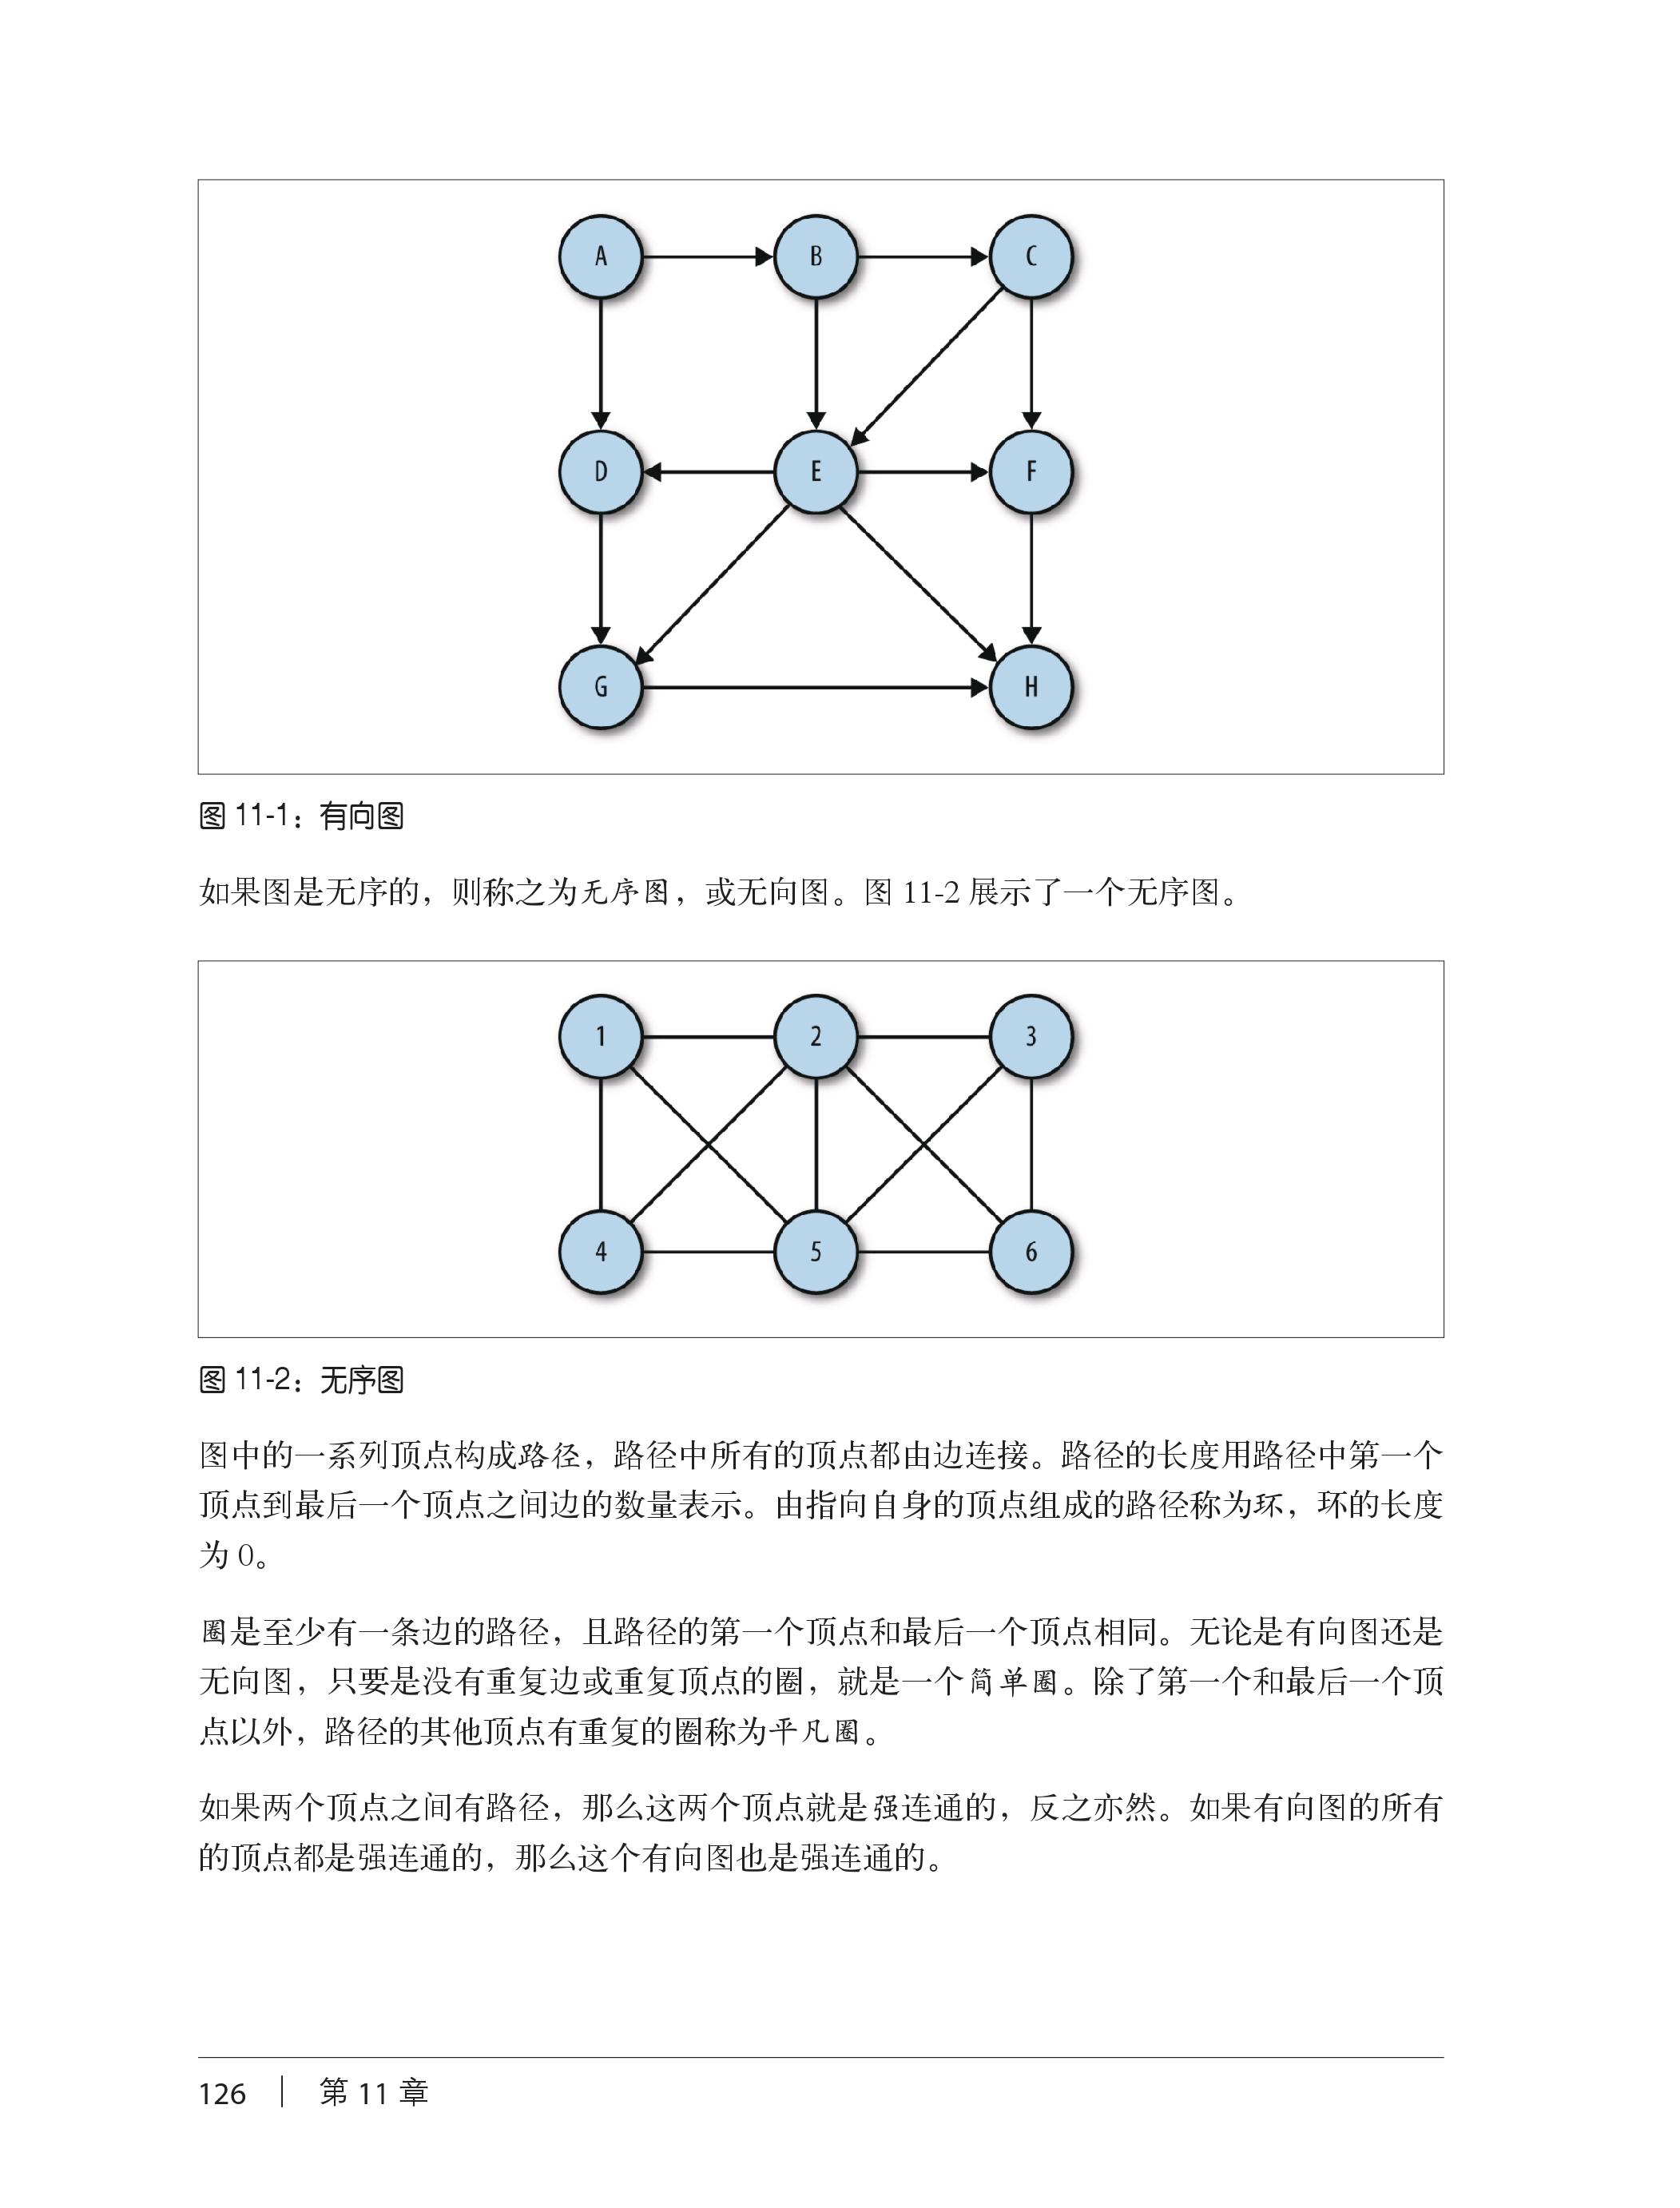 A B C
D E F
G H
图 11-1：有向图
如果图是无序的，则称之为无序图，或无向图。图 11-2 展示了一个无序图。
1 2 3
4 5 6
图 11-2：无序图
图中的一系列顶点构成路径，路径中所有的顶点都由边连接。路径的长度用路径中第一个
顶点到最后一个顶点之间边的数量表示。由指向自身的顶点组成的路径称为环，环的长度
为 0。
圈是至少有一条边的路径，且路径的第一个顶点和最后一个顶点相同。无论是有向图还是
无向图，只要是没有重复边或重复顶点的圈，就是一个简单圈。除了第一个和最后一个顶
点以外，路径的其他顶点有重复的圈称为平凡圈。
如果两个顶点之间有路径，那么这两个顶点就是强连通的，反之亦然。如果有向图的所有
的顶点都是强连通的，那么这个有向图也是强连通的。
126 ｜ 第 11 章